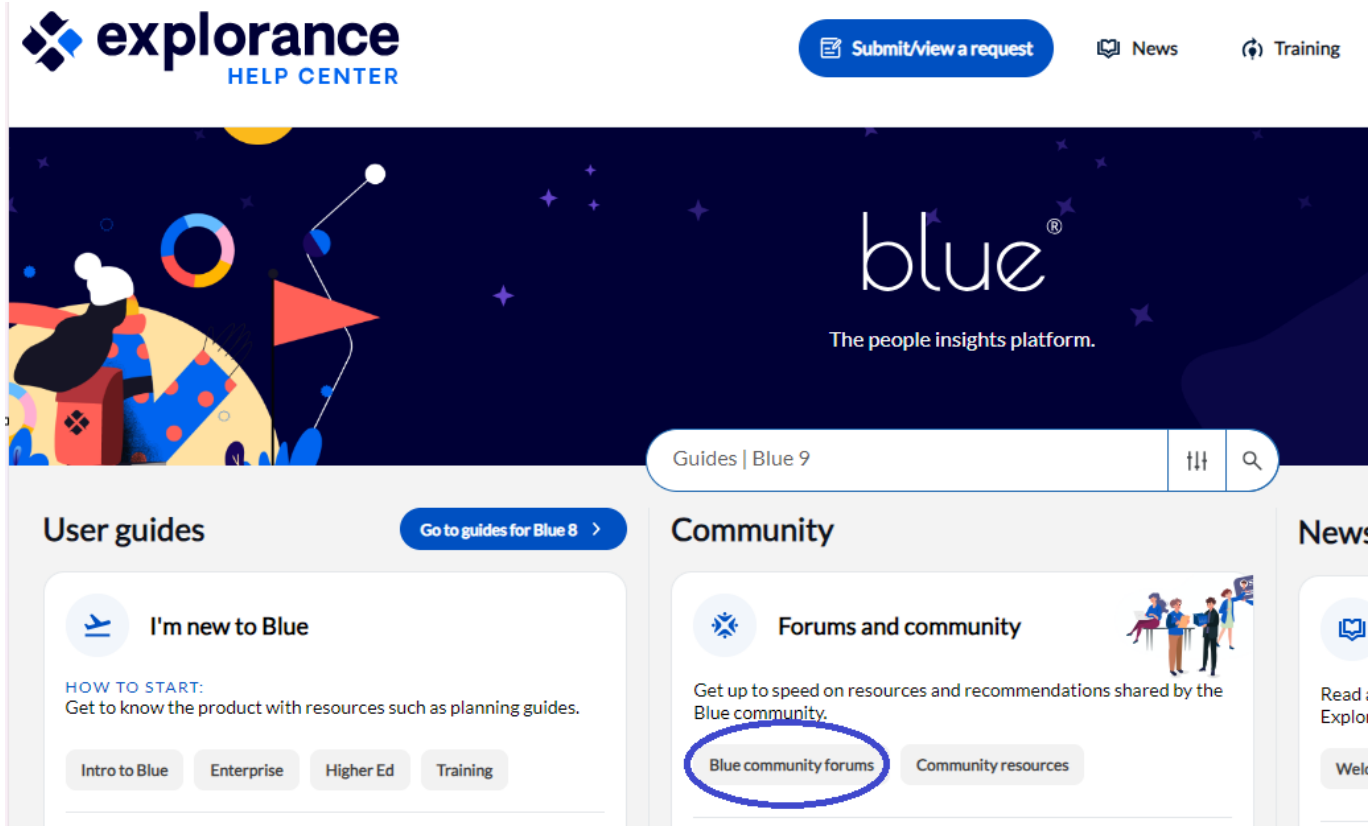 explorance
HELP CENTER
Submit/view a request
News
Training
blue®
The people insights platform.
Guides | Blue 9
User guides
Go to guides for Blue 8
Community
I'm new to Blue
HOW TO START:
Get to know the product with resources such as planning guides.
Intro to Blue
Enterprise
Higher Ed
Training
Forums and community
Get up to speed on resources and recommendations shared by the
Blue community.
Blue community forums
Community resources
News
Read